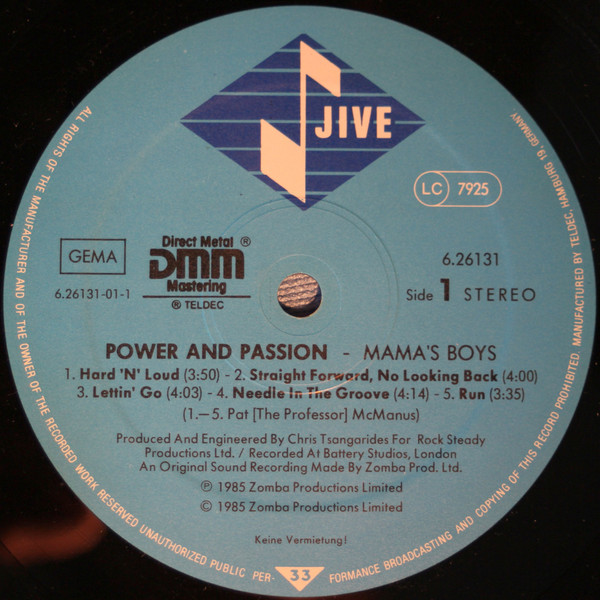 JIVE
LC 7925
GEMA
Direct Metal ®
DMM
Mastering
® TELDEC
6.26131-01-1
6.26131
Side 1 STEREO
POWER AND PASSION - MAMA'S BOYS
1. Hard 'N' Loud (3:50) - 2. Straight Forward, No Looking Back (4:00)
3. Lettin' Go (4:03) - 4. Needle In The Groove (4:14) - 5. Run (3:35)
(1.—5. Pat [The Professor] McManus)
Produced And Engineered By Chris Tsangarides For Rock Steady
Productions Ltd. / Recorded At Battery Studios, London
An Original Sound Recording Made By Zomba Prod. Ltd.
℗ 1985 Zomba Productions Limited
© 1985 Zomba Productions Limited
Keine Vermietung!
ALL RIGHTS OF THE MANUFACTURER AND OF THE OWNER OF THE RECORDED WORK RESERVED UNAUTHORIZED PUBLIC PER- 33 FORMANCE BROADCASTING AND COPYING OF THIS RECORD PROHIBITED. MANUFACTURED BY TELDEC, HAMBURG 19, GERMANY.